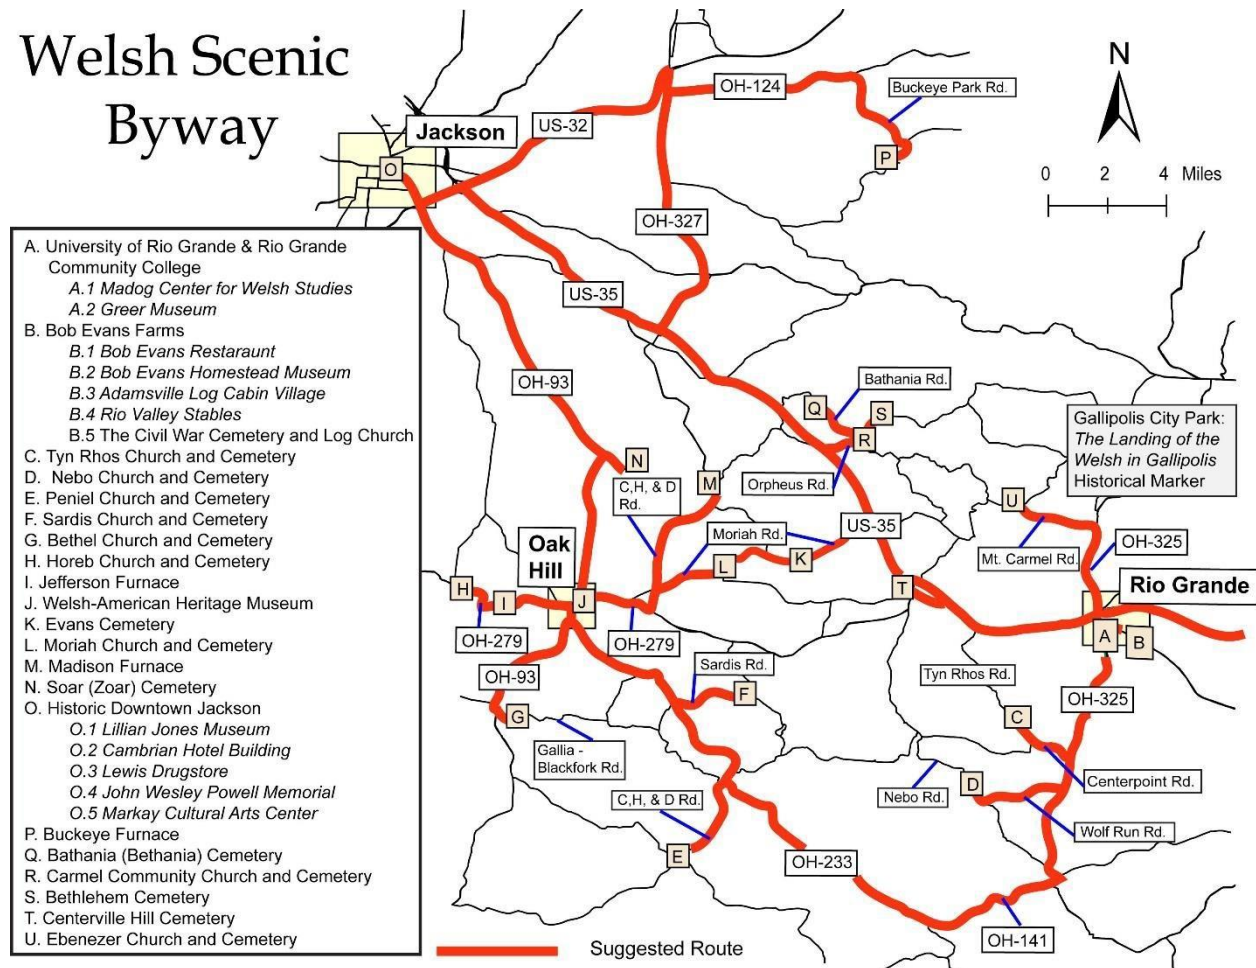 Welsh Scenic
Byway
Jackson
US-32
OH-124
Buckeye Park Rd.
N
0 2 4 Miles
O
P
OH-327
US-35
OH-93
A. University of Rio Grande & Rio Grande
Community College
A.1 Madog Center for Welsh Studies
A.2 Greer Museum
B. Bob Evans Farms
B.1 Bob Evans Restaraunt
B.2 Bob Evans Homestead Museum
B.3 Adamsville Log Cabin Village
B.4 Rio Valley Stables
B.5 The Civil War Cemetery and Log Church
C. Tyn Rhos Church and Cemetery
D. Nebo Church and Cemetery
E. Peniel Church and Cemetery
F. Sardis Church and Cemetery
G. Bethel Church and Cemetery
H. Horeb Church and Cemetery
I. Jefferson Furnace
J. Welsh-American Heritage Museum
K. Evans Cemetery
L. Moriah Church and Cemetery
M. Madison Furnace
N. Soar (Zoar) Cemetery
O. Historic Downtown Jackson
O.1 Lillian Jones Museum
O.2 Cambrian Hotel Building
O.3 Lewis Drugstore
O.4 John Wesley Powell Memorial
O.5 Markay Cultural Arts Center
P. Buckeye Furnace
Q. Bathania (Bethania) Cemetery
R. Carmel Community Church and Cemetery
S. Bethlehem Cemetery
T. Centerville Hill Cemetery
U. Ebenezer Church and Cemetery
Bathania Rd.
Q
S
R
Orpheus Rd.
Gallipolis City Park:
The Landing of the
Welsh in Gallipolis
Historical Marker
N
C,H, & D
Rd.
M
U
Mt. Carmel Rd.
OH-325
US-35
Moriah Rd.
Oak
Hill
L
K
T
Rio Grande
H
I
J
OH-279
OH-279
A
B
OH-93
Sardis Rd.
F
Tyn Rhos Rd.
OH-325
G
C
Gallia -
Blackfork Rd.
Centerpoint Rd.
C,H, & D Rd.
Nebo Rd.
D
Wolf Run Rd.
E
OH-233
OH-141
Suggested Route